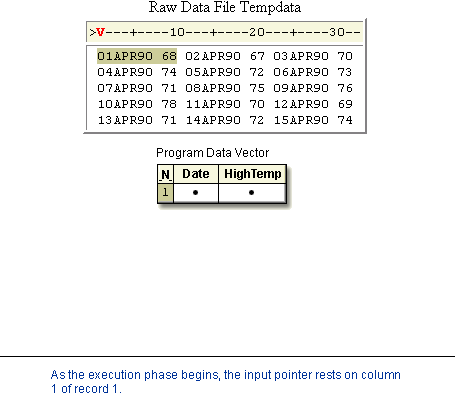 Raw Data File Tempdata
>V---+----10---+----20---+----30--
01APR90 68 02APR90 67 03APR90 70
04APR90 74 05APR90 72 06APR90 73
07APR90 71 08APR90 75 09APR90 76
10APR90 78 11APR90 70 12APR90 69
13APR90 71 14APR90 72 15APR90 74
Program Data Vector
_N_ Date HighTemp
1 • •
As the execution phase begins, the input pointer rests on column
1 of record 1.